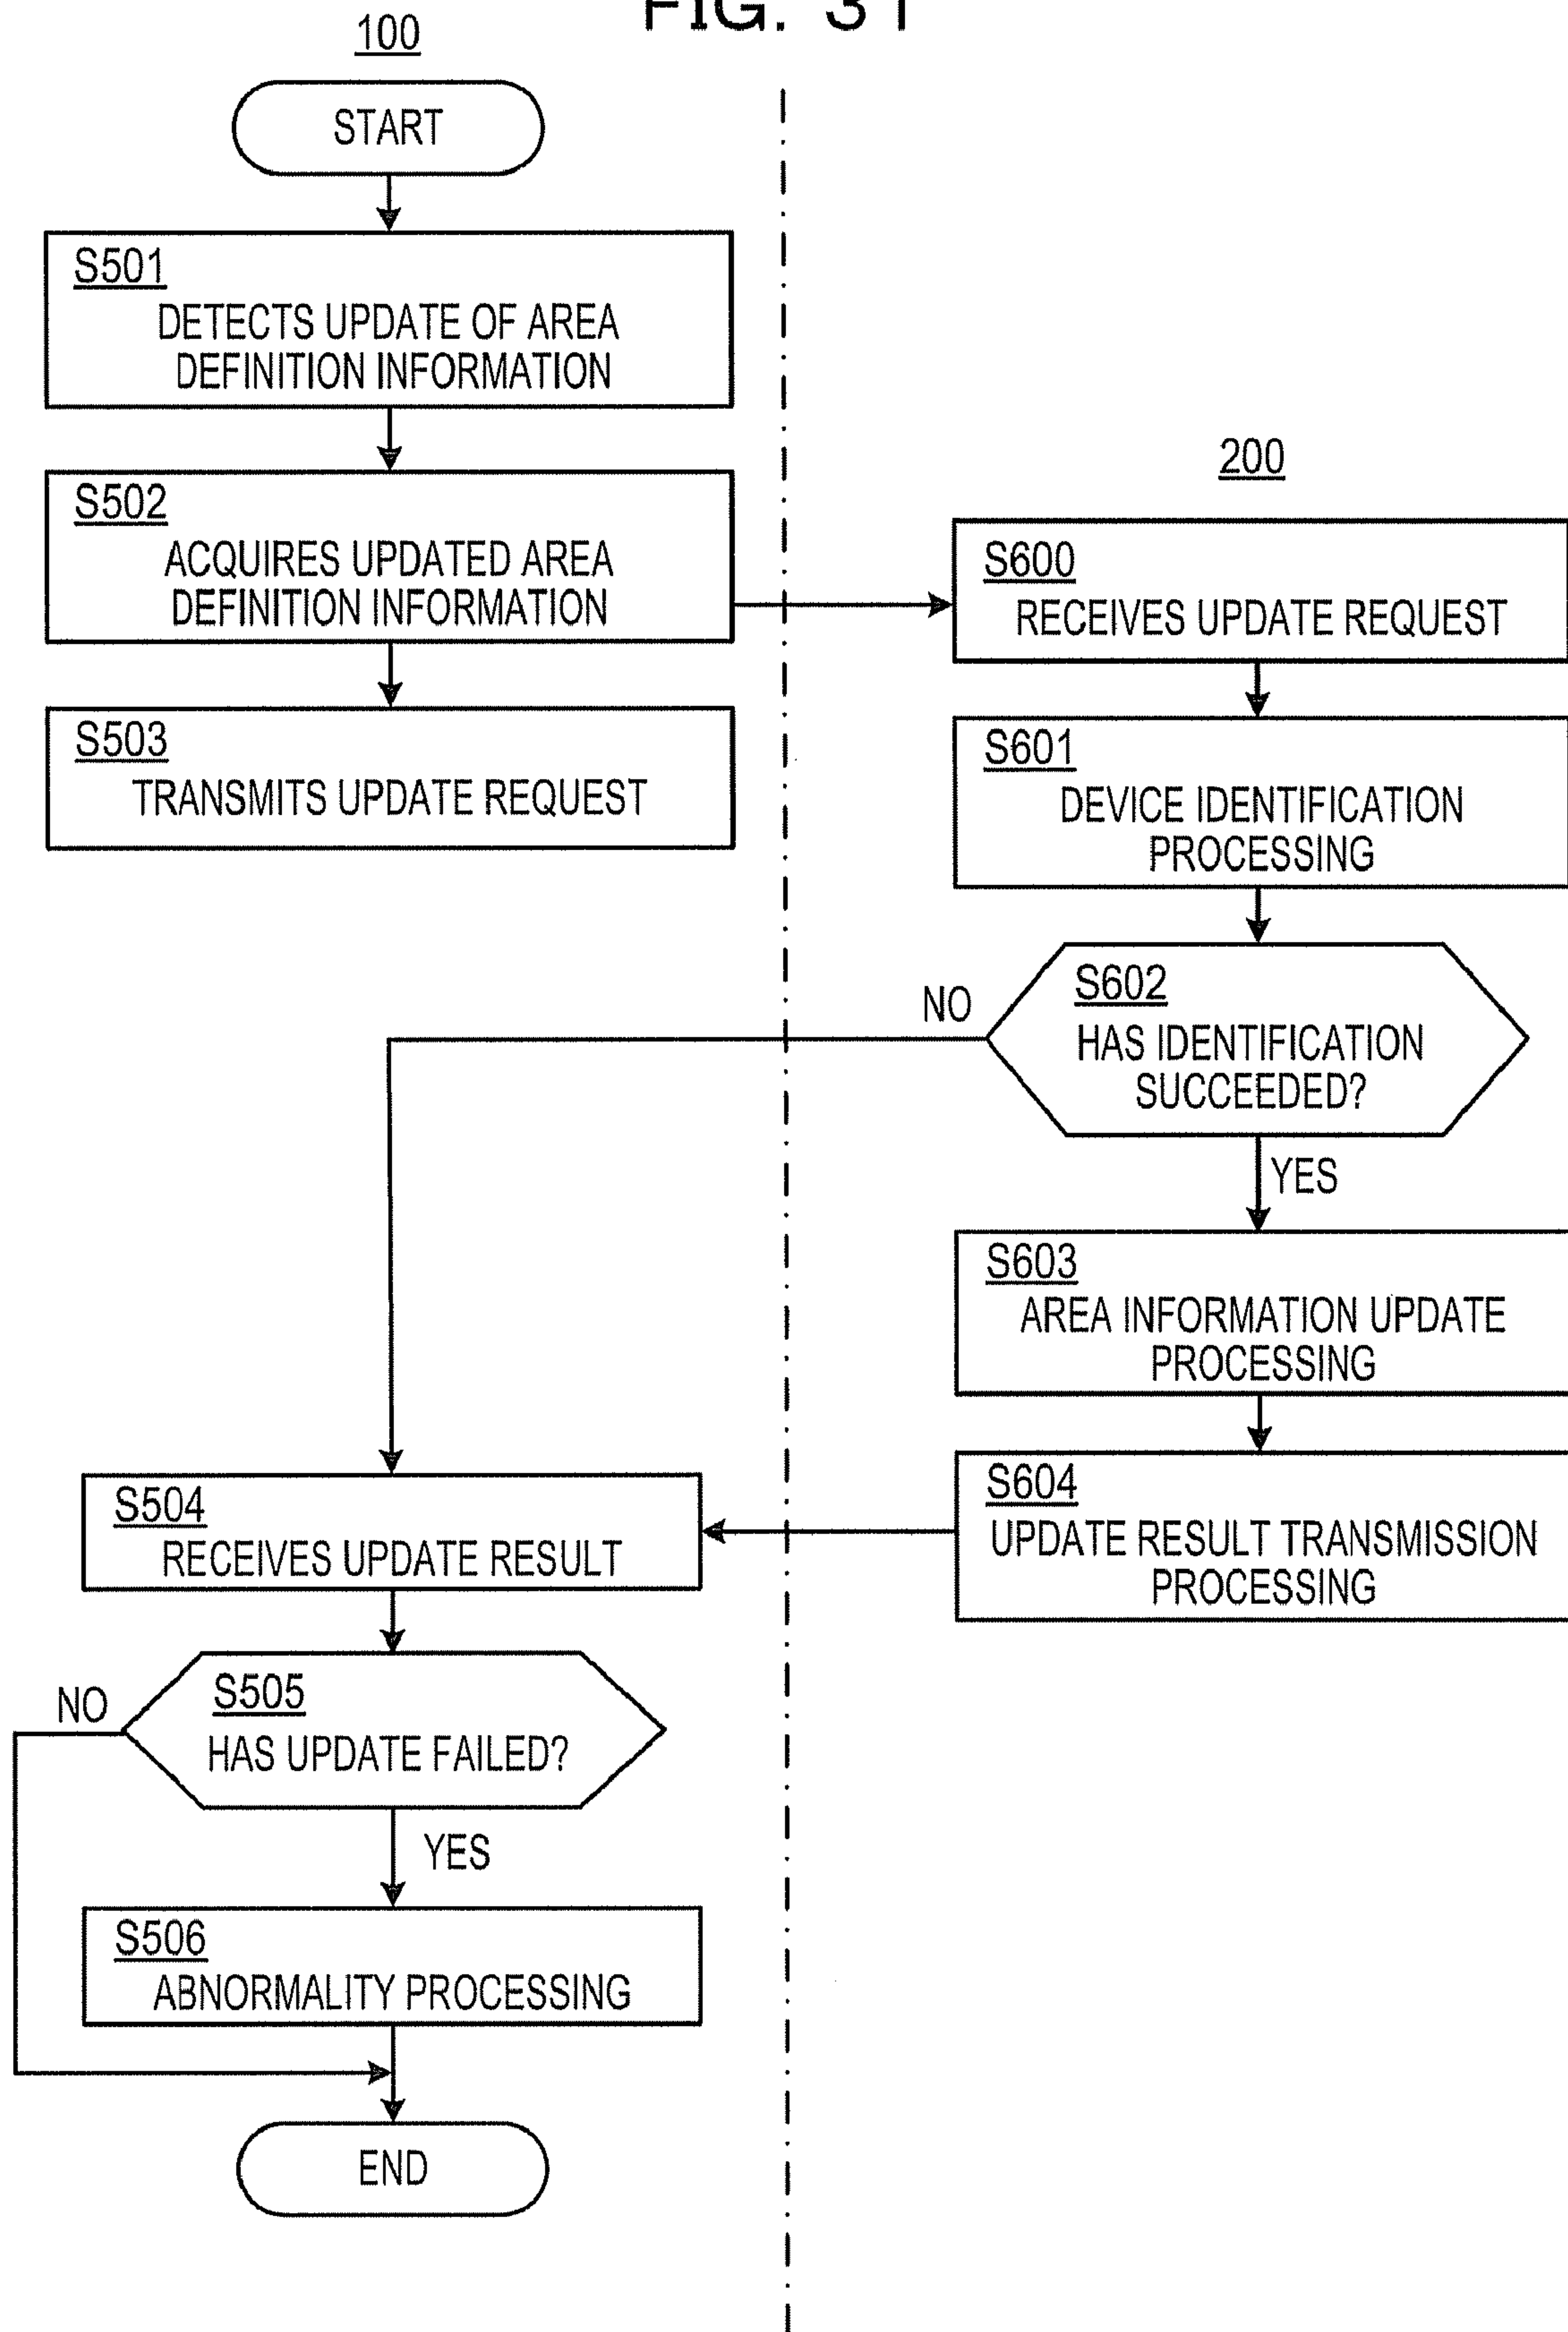 FIG. 31
100
START
S501
DETECTS UPDATE OF AREA
DEFINITION INFORMATION
S502
ACQUIRES UPDATED AREA
DEFINITION INFORMATION
S503
TRANSMITS UPDATE REQUEST
200
S600
RECEIVES UPDATE REQUEST
S601
DEVICE IDENTIFICATION
PROCESSING
S602
HAS IDENTIFICATION
SUCCEEDED?
NO
YES
S603
AREA INFORMATION UPDATE
PROCESSING
S604
UPDATE RESULT TRANSMISSION
PROCESSING
S504
RECEIVES UPDATE RESULT
S505
HAS UPDATE FAILED?
NO
YES
S506
ABNORMALITY PROCESSING
END